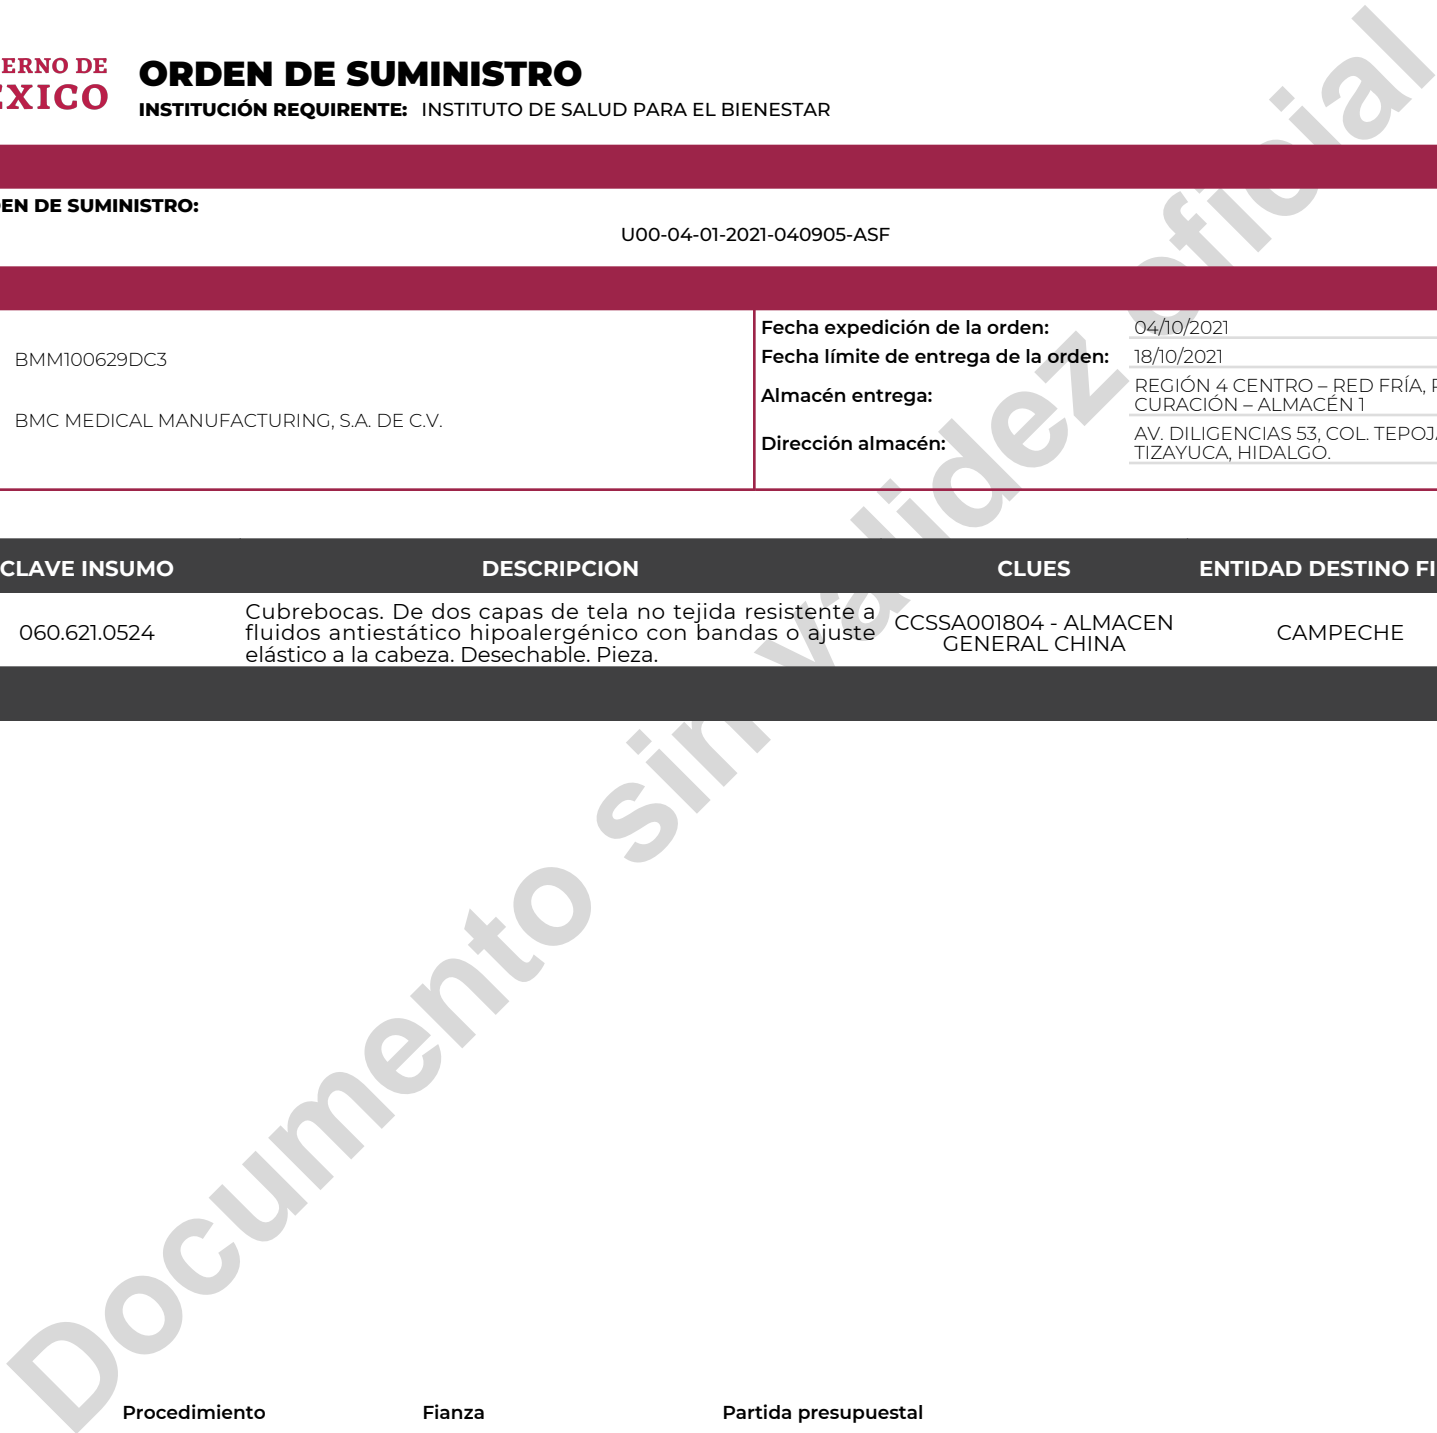 ERNO DE
EXICO
ORDEN DE SUMINISTRO
INSTITUCIÓN REQUIRENTE: INSTITUTO DE SALUD PARA EL BIENESTAR
EN DE SUMINISTRO:
U00-04-01-2021-040905-ASF
BMM100629DC3
BMC MEDICAL MANUFACTURING, S.A. DE C.V.
Fecha expedición de la orden: 04/10/2021
Fecha límite de entrega de la orden: 18/10/2021
Almacén entrega: REGIÓN 4 CENTRO – RED FRÍA,
CURACIÓN – ALMACÉN 1
Dirección almacén: AV. DILIGENCIAS 53, COL. TEPOJ
TIZAYUCA, HIDALGO.
CLAVE INSUMO DESCRIPCION CLUES ENTIDAD DESTINO FI
060.621.0524
Cubrebocas. De dos capas de tela no tejida resistente a
fluidos antiestático hipoalergénico con bandas o ajuste
elástico a la cabeza. Desechable. Pieza.
CCSSA001804 - ALMACEN
GENERAL CHINA
CAMPECHE
Documento sin validez oficial
Procedimiento Fianza Partida presupuestal